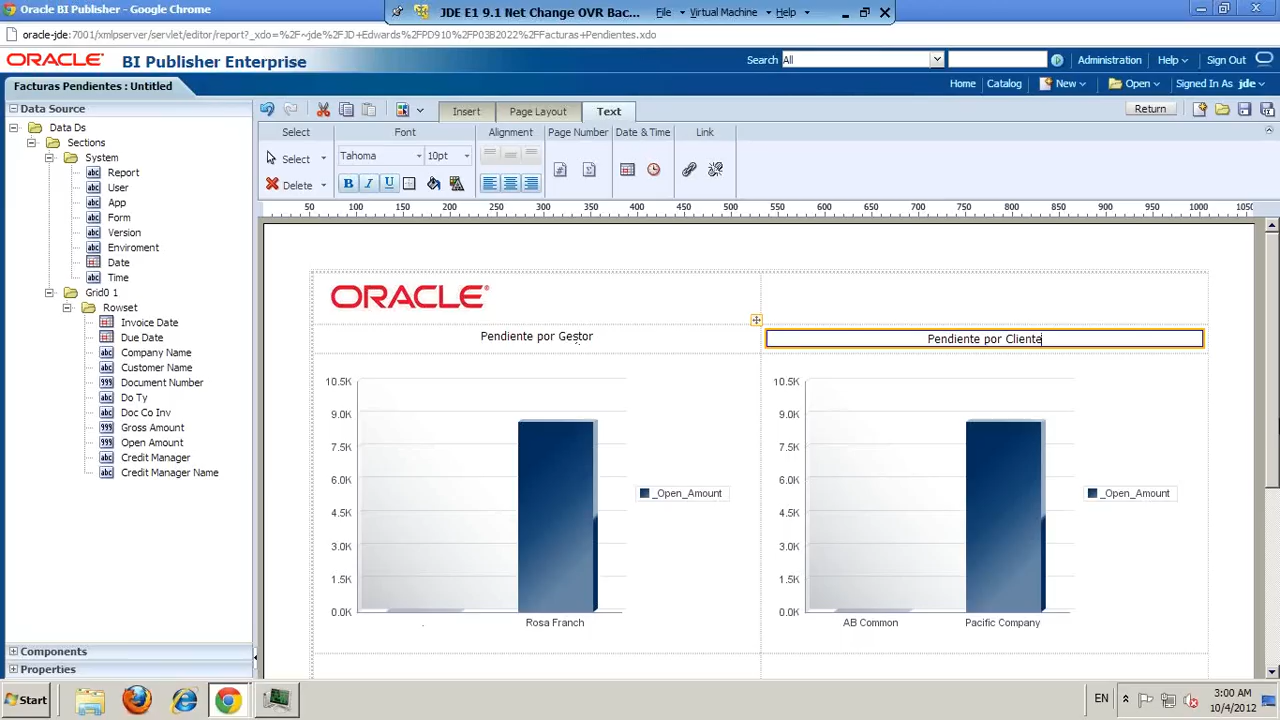 Oracle BI Publisher - Google Chrome
JDE E1 9.1 Net Change OVR Bac...
File
Virtual Machine
Help
oracle-jde:7001/xmlpserver/servlet/editor/report?_xdo=%2F~jde%2FJD+Edwards%2FPD910%2FP03B2022%2FFacturas+Pendientes.xdo
ORACLE
BI Publisher Enterprise
Search
All
Administration
Help
Sign Out
Facturas Pendientes : Untitled
Home
Catalog
New
Open
Signed In As jde
Data Source
Insert
Page Layout
Text
Return
Data Ds
Sections
System
Report
User
App
Form
Version
Enviroment
Date
Time
Grid0 1
Rowset
Invoice Date
Due Date
Company Name
Customer Name
Document Number
Do Ty
Doc Co Inv
Gross Amount
Open Amount
Credit Manager
Credit Manager Name
Components
Properties
Select
Font
Alignment
Page Number
Date & Time
Link
Select
Tahoma
10pt
Delete
B I U
50 100 150 200 250 300 350 400 450 500 550 600 650 700 750 800 850 900 950 1000 1050
ORACLE
Pendiente por Gestor
Pendiente por Cliente
10.5K
9.0K
7.5K
6.0K
4.5K
3.0K
1.5K
0.0K
.
Rosa Franch
_Open_Amount
10.5K
9.0K
7.5K
6.0K
4.5K
3.0K
1.5K
0.0K
AB Common
Pacific Company
_Open_Amount
Start
EN
3:00 AM
10/4/2012